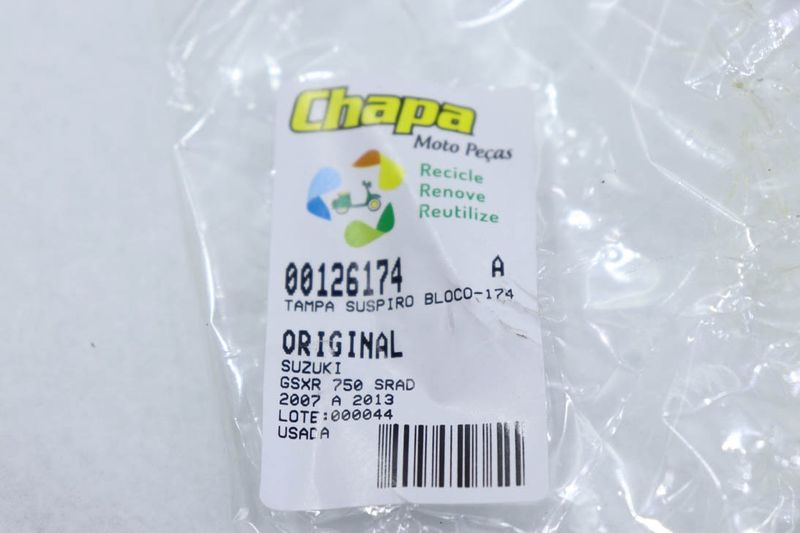 Chapa
Moto Peças
Recicle
Renove
Reutilize
00126174 A
TAMPA SUSPIRO BLOCO-174
ORIGINAL
SUZUKI
GSXR 750 SRAD
2007 A 2013
LOTE:000044
USADA